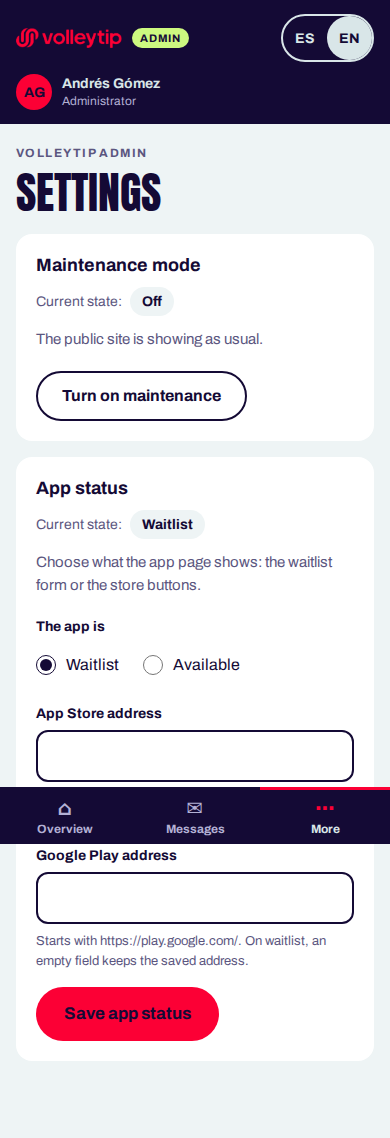 volleytip ADMIN ES EN
AG Andrés Gómez
Administrator
VOLLEYTIP ADMIN
SETTINGS
Maintenance mode
Current state: Off
The public site is showing as usual.
Turn on maintenance
App status
Current state: Waitlist
Choose what the app page shows: the waitlist
form or the store buttons.
The app is
Waitlist Available
App Store address
Overview Messages More
Google Play address
Starts with https://play.google.com/. On waitlist, an
empty field keeps the saved address.
Save app status